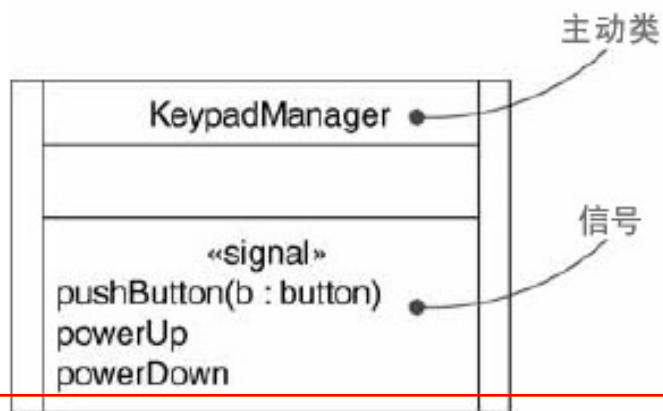 主动类
KeypadManager
信号
«signal»
pushButton(b : button)
powerUp
powerDown